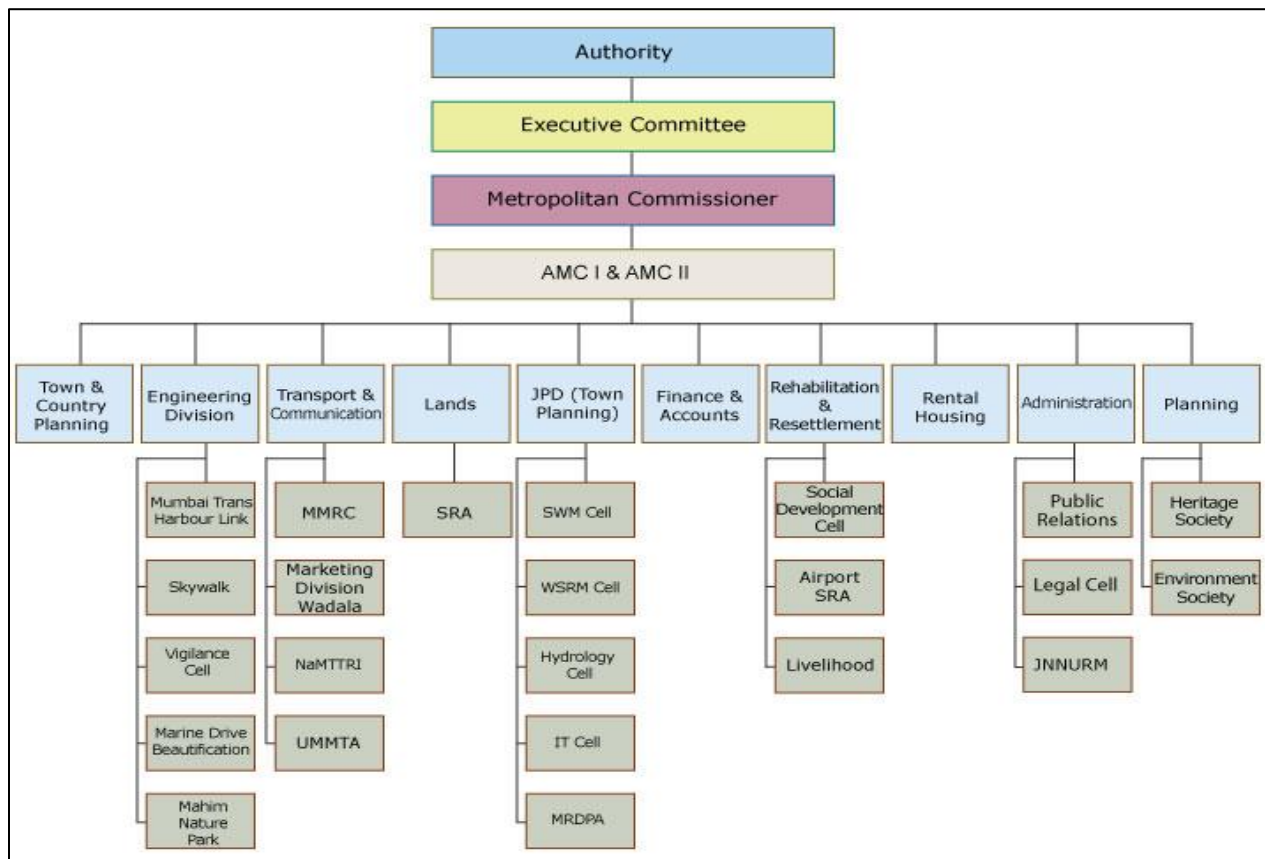 Authority
Executive Committee
Metropolitan Commissioner
AMC I & AMC II
Town &
Country
Planning
Engineering
Division
Transport &
Communication
Lands
JPD (Town
Planning)
Finance &
Accounts
Rehabilitation
&
Resettlement
Rental
Housing
Administration
Planning
Mumbai Trans
Harbour Link
MMRC
SRA
SWM Cell
Social
Development
Cell
Public
Relations
Heritage
Society
Skywalk
Marketing
Division
Wadala
WSRM Cell
Airport
SRA
Legal Cell
Environment
Society
Vigilance
Cell
NaMTTRI
Hydrology
Cell
Livelihood
JNNURM
Marine Drive
Beautification
UMMTA
IT Cell
Mahim
Nature
Park
MRDPA